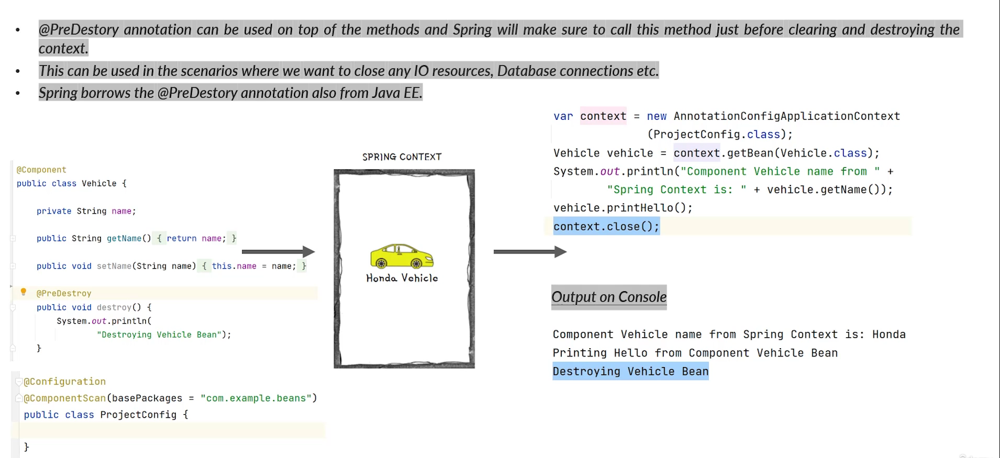 • @PreDestory annotation can be used on top of the methods and Spring will make sure to call this method just before clearing and destroying the
context.
• This can be used in the scenarios where we want to close any IO resources, Database connections etc.
• Spring borrows the @PreDestory annotation also from Java EE.
@Component
public class Vehicle {
private String name;
public String getName() { return name; }
public void setName(String name) { this.name = name; }
@PreDestroy
public void destroy() {
System.out.println(
"Destroying Vehicle Bean");
}
@Configuration
@ComponentScan(basePackages = "com.example.beans")
public class ProjectConfig {
}
SPRING CONTEXT
Honda Vehicle
var context = new AnnotationConfigApplicationContext
(ProjectConfig.class);
Vehicle vehicle = context.getBean(Vehicle.class);
System.out.println("Component Vehicle name from " +
"Spring Context is: " + vehicle.getName());
vehicle.printHello();
context.close();
Output on Console
Component Vehicle name from Spring Context is: Honda
Printing Hello from Component Vehicle Bean
Destroying Vehicle Bean